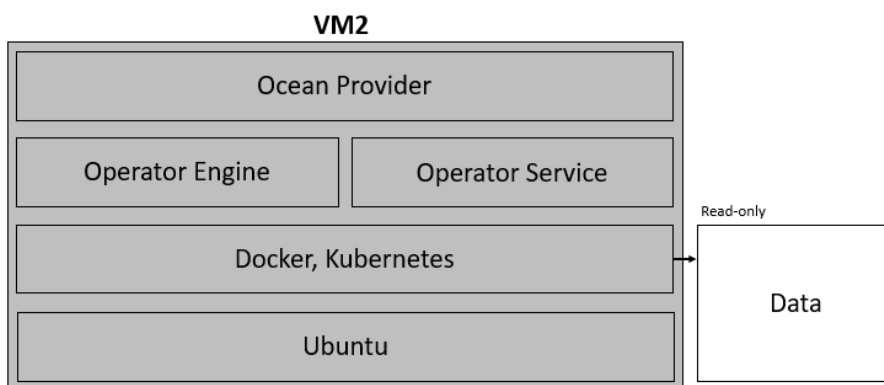 VM2
Ocean Provider
Operator Engine
Operator Service
Read-only
Docker, Kubernetes
Data
Ubuntu